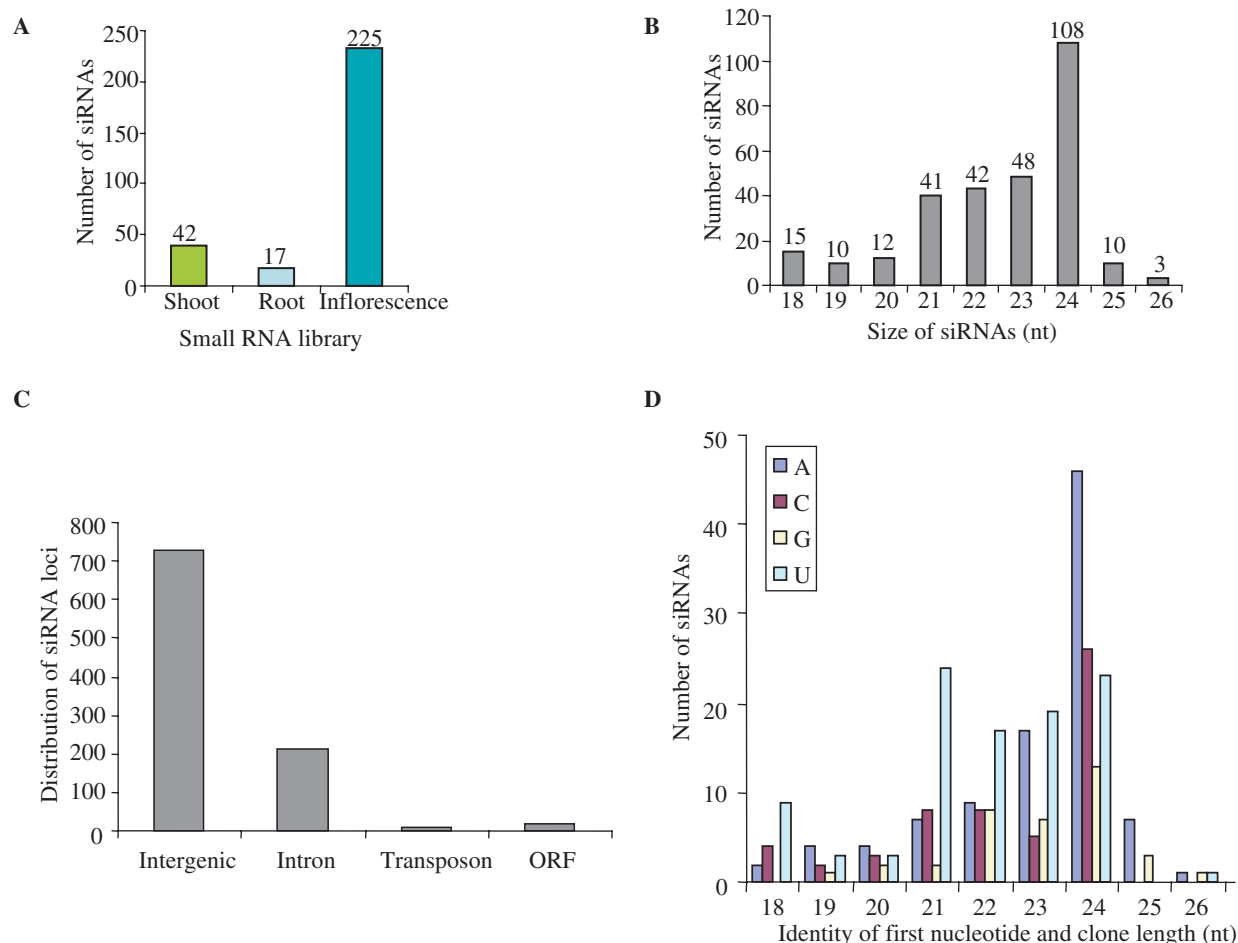 A
Number of siRNAs
250
200
150
100
50
0
42
17
225
Shoot Root Inflorescence
Small RNA library
B
Number of siRNAs
120
100
80
60
40
20
0
15
10
12
41
42
48
108
10
3
18 19 20 21 22 23 24 25 26
Size of siRNAs (nt)
C
Distribution of siRNA loci
800
700
600
500
400
300
200
100
0
Intergenic Intron Transposon ORF
D
Number of siRNAs
50
40
30
20
10
0
A
C
G
U
18 19 20 21 22 23 24 25 26
Identity of first nucleotide and clone length (nt)